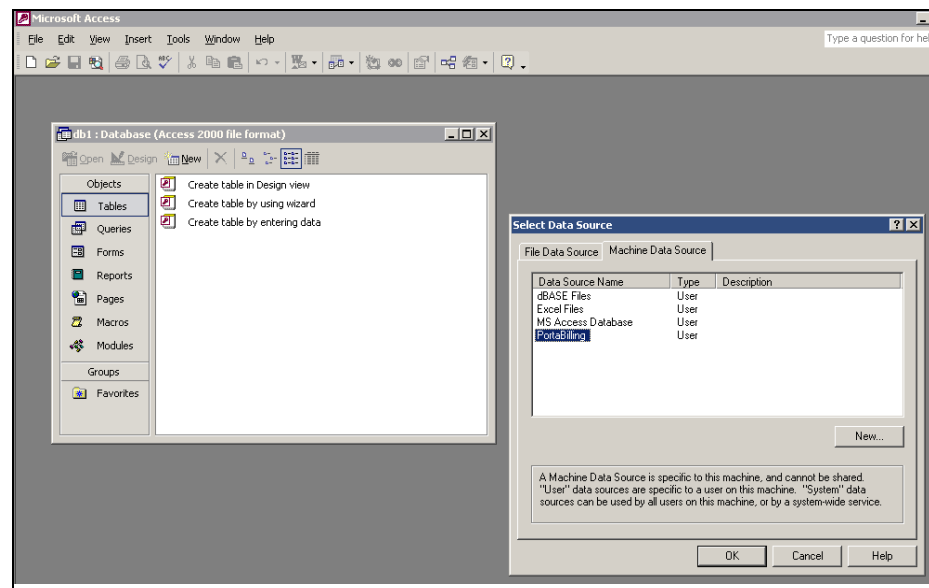 Microsoft Access
File Edit View Insert Tools Window Help
Type a question for hel
db1 : Database (Access 2000 file format)
Open Design New
Objects
Tables
Queries
Forms
Reports
Pages
Macros
Modules
Groups
Favorites
Create table in Design view
Create table by using wizard
Create table by entering data
Select Data Source
File Data Source Machine Data Source
Data Source Name Type Description
dBASE Files User
Excel Files User
MS Access Database User
PortaBilling User
New...
A Machine Data Source is specific to this machine, and cannot be shared.
"User" data sources are specific to a user on this machine. "System" data
sources can be used by all users on this machine, or by a system-wide service.
OK Cancel Help